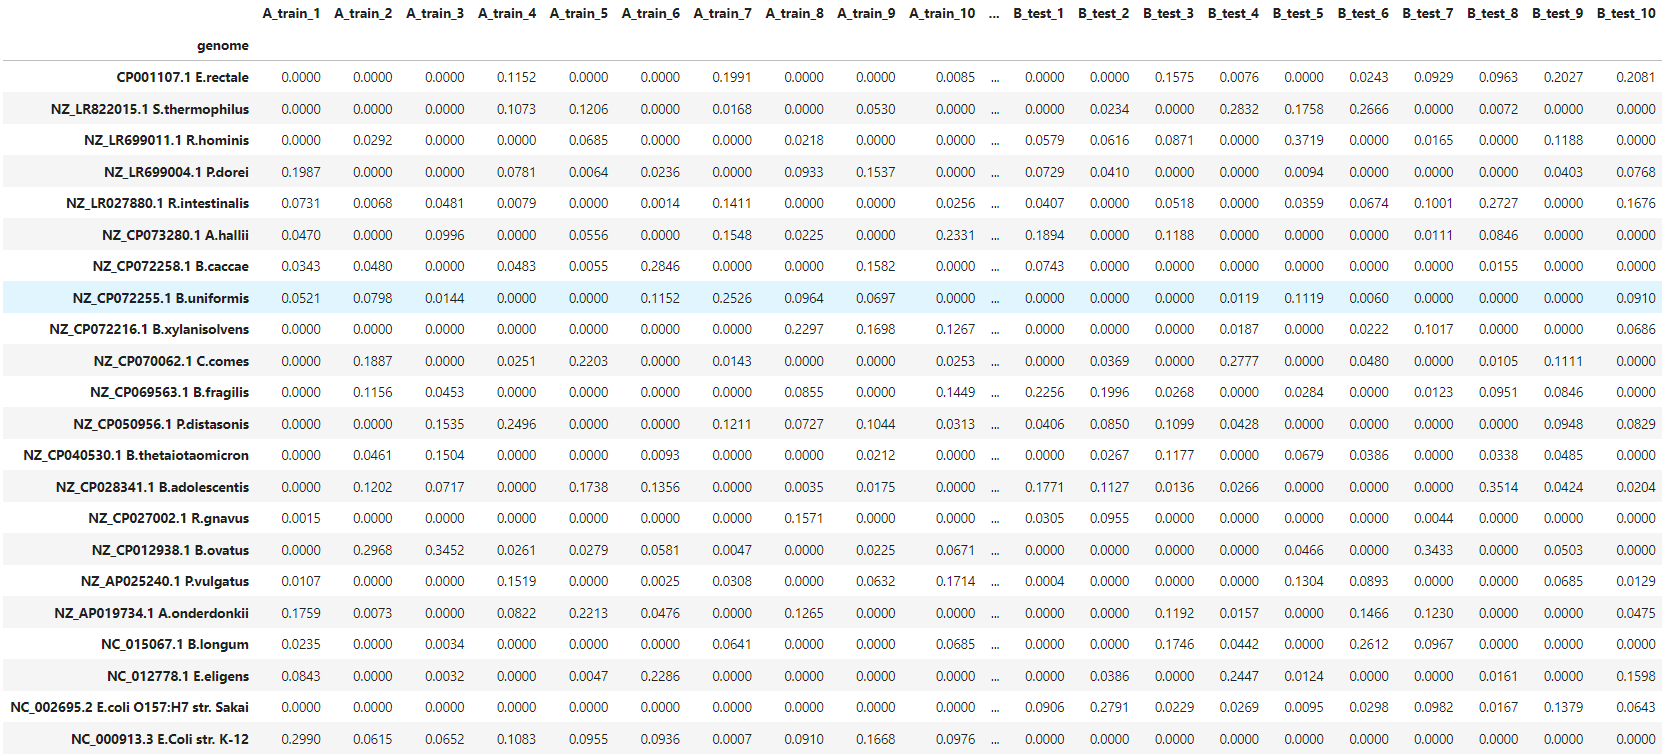 A_train_1 A_train_2 A_train_3 A_train_4 A_train_5 A_train_6 A_train_7 A_train_8 A_train_9 A_train_10 ... B_test_1 B_test_2 B_test_3 B_test_4 B_test_5 B_test_6 B_test_7 B_test_8 B_test_9 B_test_10
genome
CP001107.1 E.rectale 0.0000 0.0000 0.0000 0.1152 0.0000 0.0000 0.1991 0.0000 0.0000 0.0085 ... 0.0000 0.0000 0.1575 0.0076 0.0000 0.0243 0.0929 0.0963 0.2027 0.2081
NZ_LR822015.1 S.thermophilus 0.0000 0.0000 0.0000 0.1073 0.1206 0.0000 0.0168 0.0000 0.0530 0.0000 ... 0.0000 0.0234 0.0000 0.2832 0.1758 0.2666 0.0000 0.0072 0.0000 0.0000
NZ_LR699011.1 R.hominis 0.0000 0.0292 0.0000 0.0000 0.0685 0.0000 0.0000 0.0218 0.0000 0.0000 ... 0.0579 0.0616 0.0871 0.0000 0.3719 0.0000 0.0165 0.0000 0.1188 0.0000
NZ_LR699004.1 P.dorei 0.1987 0.0000 0.0000 0.0781 0.0064 0.0236 0.0000 0.0933 0.1537 0.0000 ... 0.0729 0.0410 0.0000 0.0000 0.0094 0.0000 0.0000 0.0000 0.0403 0.0768
NZ_LR027880.1 R.intestinalis 0.0731 0.0068 0.0481 0.0079 0.0000 0.0014 0.1411 0.0000 0.0000 0.0256 ... 0.0407 0.0000 0.0518 0.0000 0.0359 0.0674 0.1001 0.2727 0.0000 0.1676
NZ_CP073280.1 A.hallii 0.0470 0.0000 0.0996 0.0000 0.0556 0.0000 0.1548 0.0225 0.0000 0.2331 ... 0.1894 0.0000 0.1188 0.0000 0.0000 0.0000 0.0111 0.0846 0.0000 0.0000
NZ_CP072258.1 B.caccae 0.0343 0.0480 0.0000 0.0483 0.0055 0.2846 0.0000 0.0000 0.1582 0.0000 ... 0.0743 0.0000 0.0000 0.0000 0.0000 0.0000 0.0000 0.0155 0.0000 0.0000
NZ_CP072255.1 B.uniformis 0.0521 0.0798 0.0144 0.0000 0.0000 0.1152 0.2526 0.0964 0.0697 0.0000 ... 0.0000 0.0000 0.0000 0.0119 0.1119 0.0060 0.0000 0.0000 0.0000 0.0910
NZ_CP072216.1 B.xylanisolvens 0.0000 0.0000 0.0000 0.0000 0.0000 0.0000 0.0000 0.2297 0.1698 0.1267 ... 0.0000 0.0000 0.0000 0.0187 0.0000 0.0222 0.1017 0.0000 0.0000 0.0686
NZ_CP070062.1 C.comes 0.0000 0.1887 0.0000 0.0251 0.2203 0.0000 0.0143 0.0000 0.0000 0.0253 ... 0.0000 0.0369 0.0000 0.2777 0.0000 0.0480 0.0000 0.0105 0.1111 0.0000
NZ_CP069563.1 B.fragilis 0.0000 0.1156 0.0453 0.0000 0.0000 0.0000 0.0000 0.0855 0.0000 0.1449 ... 0.2256 0.1996 0.0268 0.0000 0.0284 0.0000 0.0123 0.0951 0.0846 0.0000
NZ_CP050956.1 P.distasonis 0.0000 0.0000 0.1535 0.2496 0.0000 0.0000 0.1211 0.0727 0.1044 0.0313 ... 0.0406 0.0850 0.1099 0.0428 0.0000 0.0000 0.0000 0.0000 0.0948 0.0829
NZ_CP040530.1 B.thetaiotaomicron 0.0000 0.0461 0.1504 0.0000 0.0000 0.0093 0.0000 0.0000 0.0212 0.0000 ... 0.0000 0.0267 0.1177 0.0000 0.0679 0.0386 0.0000 0.0338 0.0485 0.0000
NZ_CP028341.1 B.adolescentis 0.0000 0.1202 0.0717 0.0000 0.1738 0.1356 0.0000 0.0035 0.0175 0.0000 ... 0.1771 0.1127 0.0136 0.0266 0.0000 0.0000 0.0000 0.3514 0.0424 0.0204
NZ_CP027002.1 R.gnavus 0.0015 0.0000 0.0000 0.0000 0.0000 0.0000 0.0000 0.1571 0.0000 0.0000 ... 0.0305 0.0955 0.0000 0.0000 0.0000 0.0000 0.0044 0.0000 0.0000 0.0000
NZ_CP012938.1 B.ovatus 0.0000 0.2968 0.3452 0.0261 0.0279 0.0581 0.0047 0.0000 0.0225 0.0671 ... 0.0000 0.0000 0.0000 0.0000 0.0466 0.0000 0.3433 0.0000 0.0503 0.0000
NZ_AP025240.1 P.vulgatus 0.0107 0.0000 0.0000 0.1519 0.0000 0.0025 0.0308 0.0000 0.0632 0.1714 ... 0.0004 0.0000 0.0000 0.0000 0.1304 0.0893 0.0000 0.0000 0.0685 0.0129
NZ_AP019734.1 A.onderdonkii 0.1759 0.0073 0.0000 0.0822 0.2213 0.0476 0.0000 0.1265 0.0000 0.0000 ... 0.0000 0.0000 0.1192 0.0157 0.0000 0.1466 0.1230 0.0000 0.0000 0.0475
NC_015067.1 B.longum 0.0235 0.0000 0.0034 0.0000 0.0000 0.0000 0.0641 0.0000 0.0000 0.0685 ... 0.0000 0.0000 0.1746 0.0442 0.0000 0.2612 0.0967 0.0000 0.0000 0.0000
NC_012778.1 E.eligens 0.0843 0.0000 0.0032 0.0000 0.0047 0.2286 0.0000 0.0000 0.0000 0.0000 ... 0.0000 0.0386 0.0000 0.2447 0.0124 0.0000 0.0000 0.0161 0.0000 0.1598
NC_002695.2 E.coli O157:H7 str. Sakai 0.0000 0.0000 0.0000 0.0000 0.0000 0.0000 0.0000 0.0000 0.0000 0.0000 ... 0.0906 0.2791 0.0229 0.0269 0.0095 0.0298 0.0982 0.0167 0.1379 0.0643
NC_000913.3 E.Coli str. K-12 0.2990 0.0615 0.0652 0.1083 0.0955 0.0936 0.0007 0.0910 0.1668 0.0976 ... 0.0000 0.0000 0.0000 0.0000 0.0000 0.0000 0.0000 0.0000 0.0000 0.0000